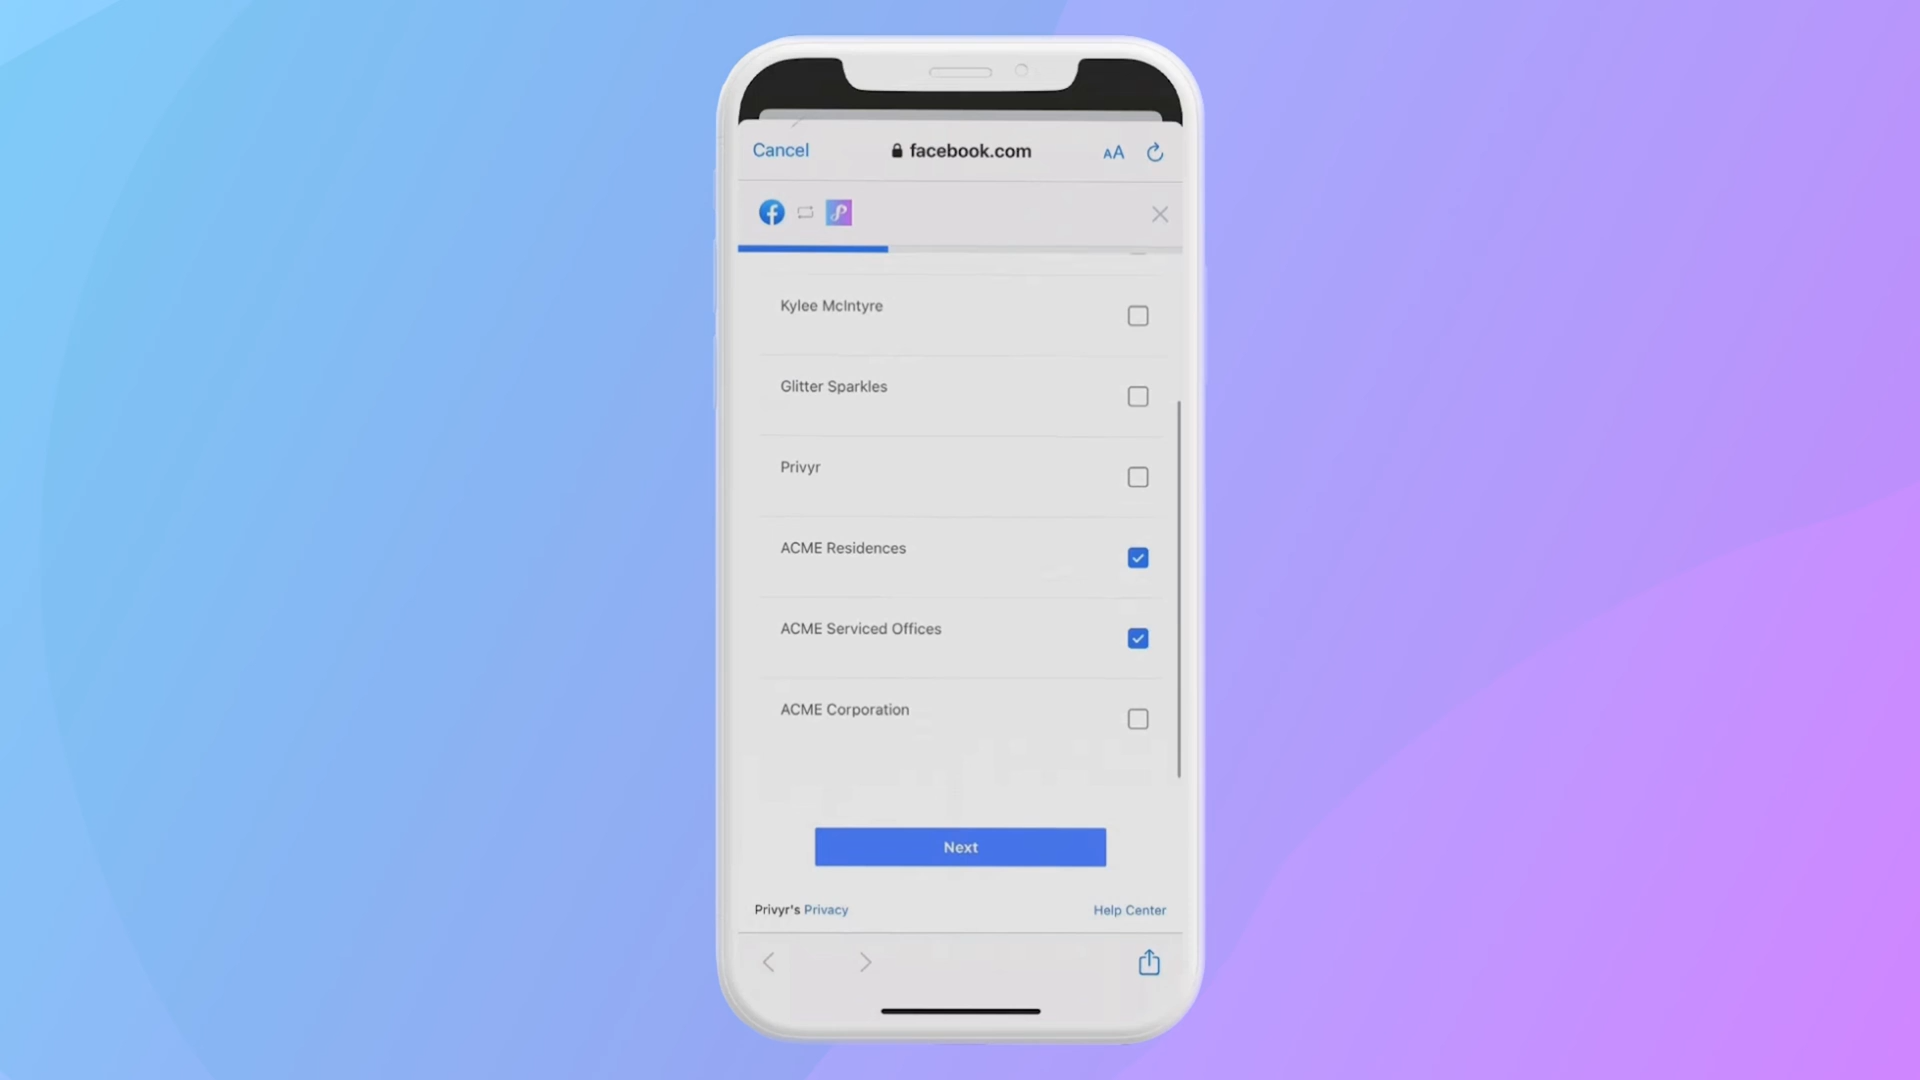 Cancel
facebook.com
AA
Kylee McIntyre
Glitter Sparkles
Privyr
ACME Residences
ACME Serviced Offices
ACME Corporation
Next
Privyr's Privacy
Help Center